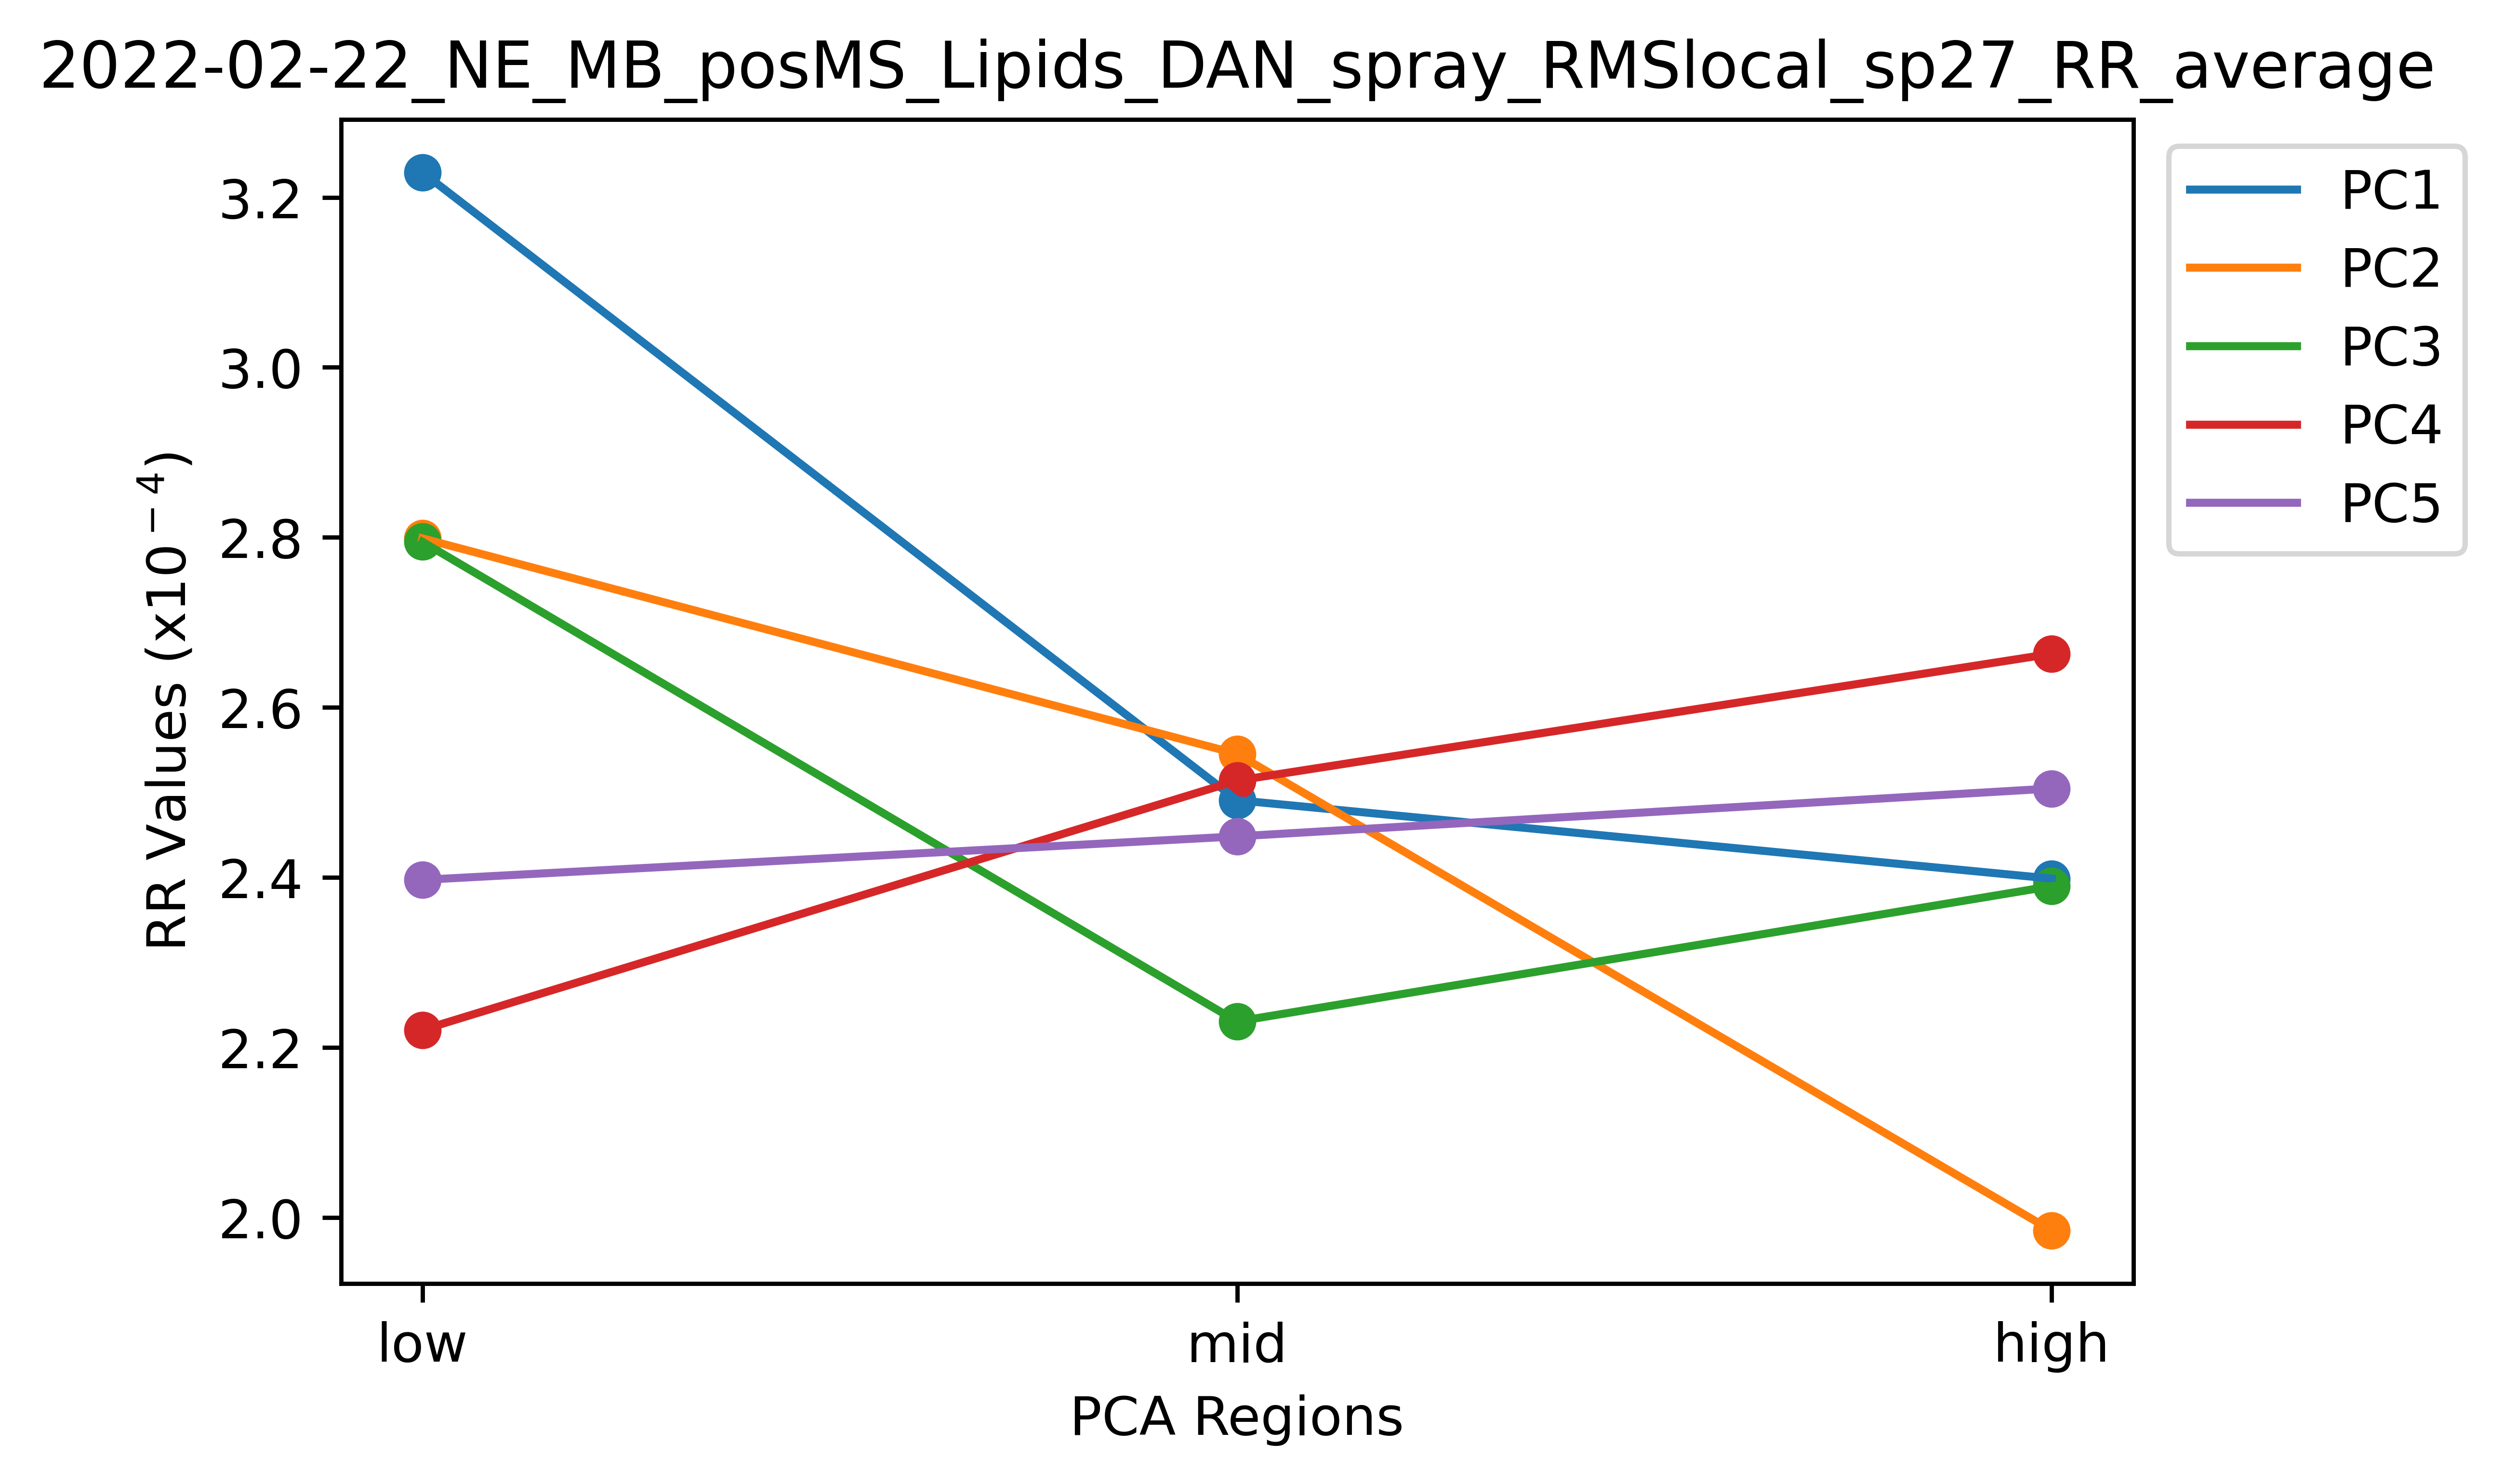 2022-02-22_NE_MB_posMS_Lipids_DAN_spray_RMSlocal_sp27_RR_average
3.2
3.0
2.8
2.6
2.4
2.2
2.0
RR Values (x10⁻⁴)
low
mid
high
PCA Regions
PC1
PC2
PC3
PC4
PC5